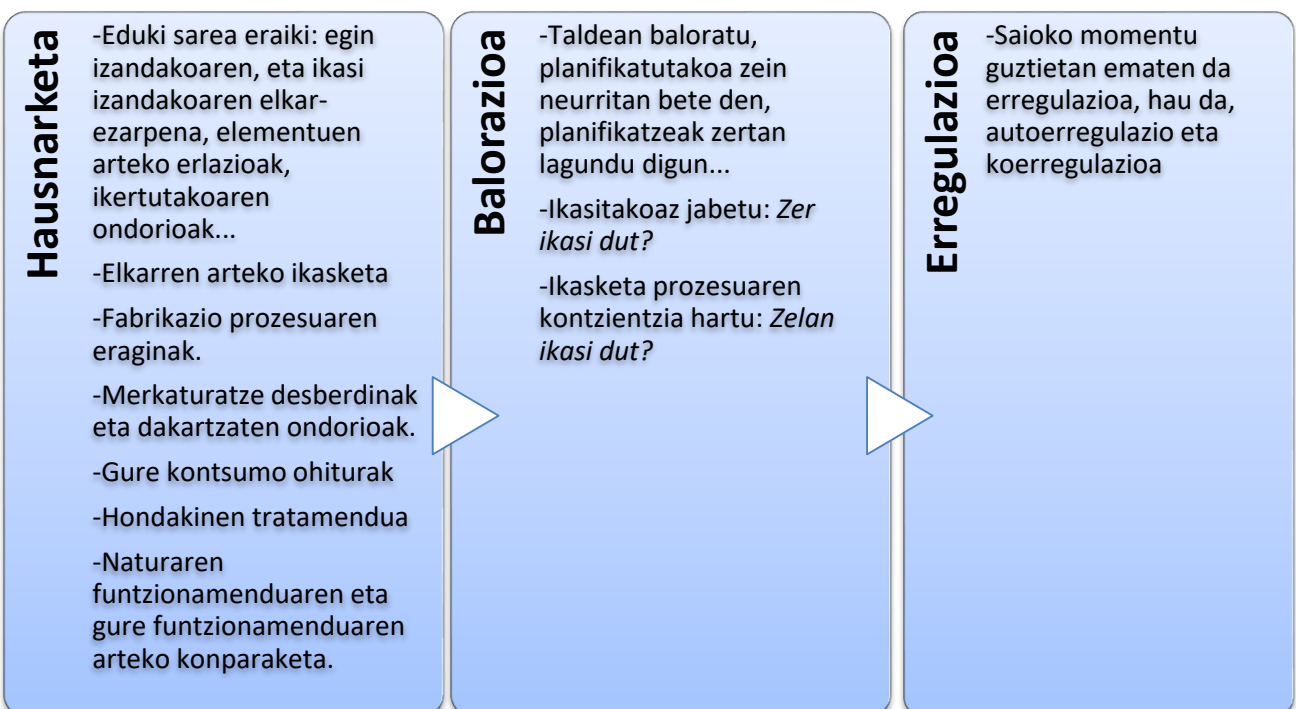 Hausnarketa
-Eduki sarea eraiki: egin
izandakoaren, eta ikasi
izandakoaren elkar-
ezarpena, elementuen
arteko erlazioak,
ikertutakoaren
ondorioak...
-Elkarren arteko ikasketa
-Fabrikazio prozesuaren
eraginak.
-Merkaturatze desberdinak
eta dakartzaten ondorioak.
-Gure kontsumo ohiturak
-Hondakinen tratamendua
-Naturaren
funtzionamenduaren eta
gure funtzionamenduaren
arteko konparaketa.
Balorazioa
-Taldean baloratu,
planifikatutakoa zein
neurritan bete den,
planifikatzeak zertan
lagundu digun...
-Ikasitakoaz jabetu: Zer
ikasi dut?
-Ikasketa prozesuaren
kontzientzia hartu: Zelan
ikasi dut?
Erregulazioa
-Saioko momentu
guztietan ematen da
erregulazioa, hau da,
autoerregulazio eta
koerregulazioa